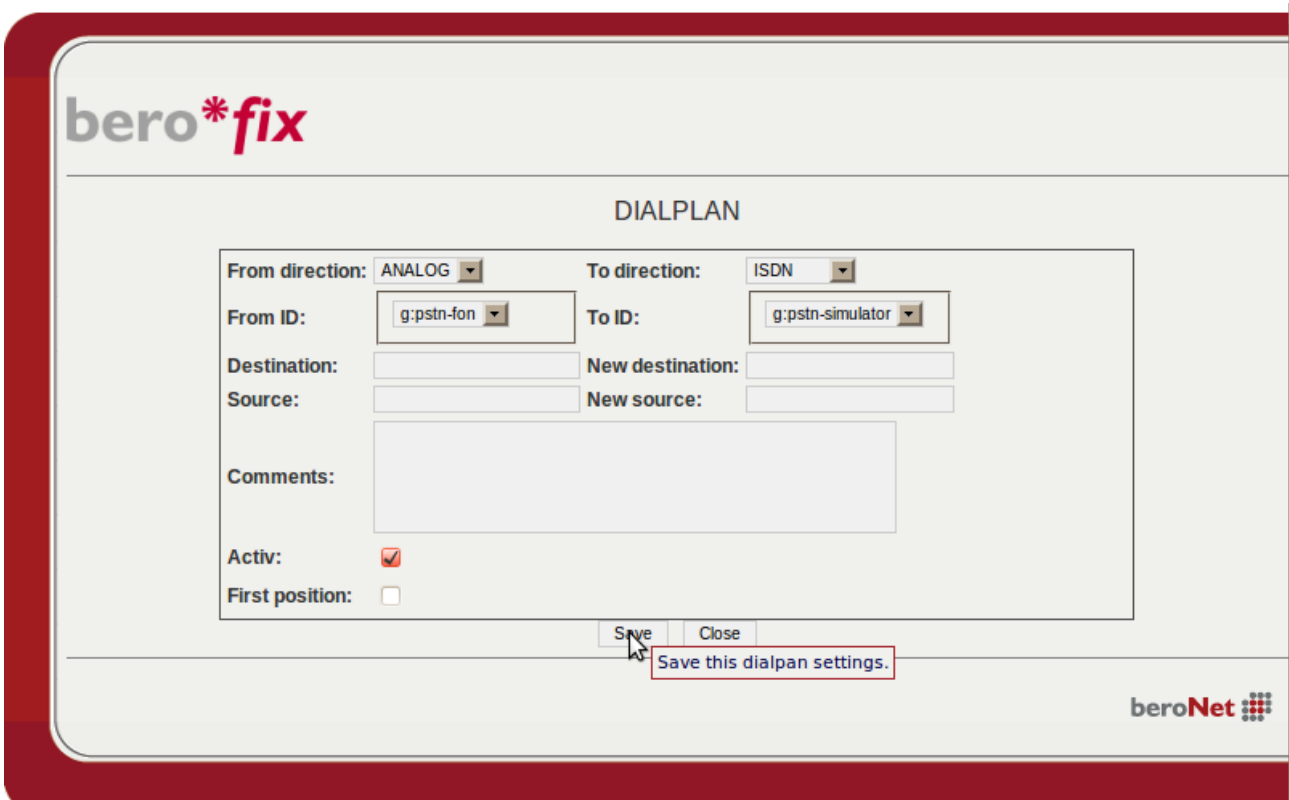 bero*fix
DIALPLAN
From direction: ANALOG To direction: ISDN
From ID: g:pstn-fon To ID: g:pstn-simulator
Destination: New destination:
Source: New source:
Comments:
Activ:
First position:
Save Close
Save this dialpan settings.
beroNet